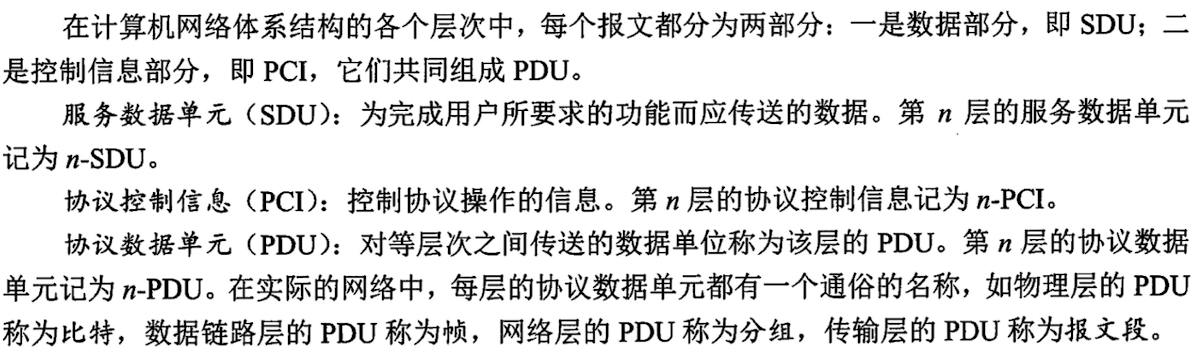 在计算机网络体系结构的各个层次中，每个报文都分为两部分：一是数据部分，即 SDU；二
是控制信息部分，即 PCI，它们共同组成 PDU。
服务数据单元（SDU）：为完成用户所要求的功能而应传送的数据。第 n 层的服务数据单元
记为 n-SDU。
协议控制信息（PCI）：控制协议操作的信息。第 n 层的协议控制信息记为 n-PCI。
协议数据单元（PDU）：对等层次之间传送的数据单位称为该层的 PDU。第 n 层的协议数据
单元记为 n-PDU。在实际的网络中，每层的协议数据单元都有一个通俗的名称，如物理层的 PDU
称为比特，数据链路层的 PDU 称为帧，网络层的 PDU 称为分组，传输层的 PDU 称为报文段。